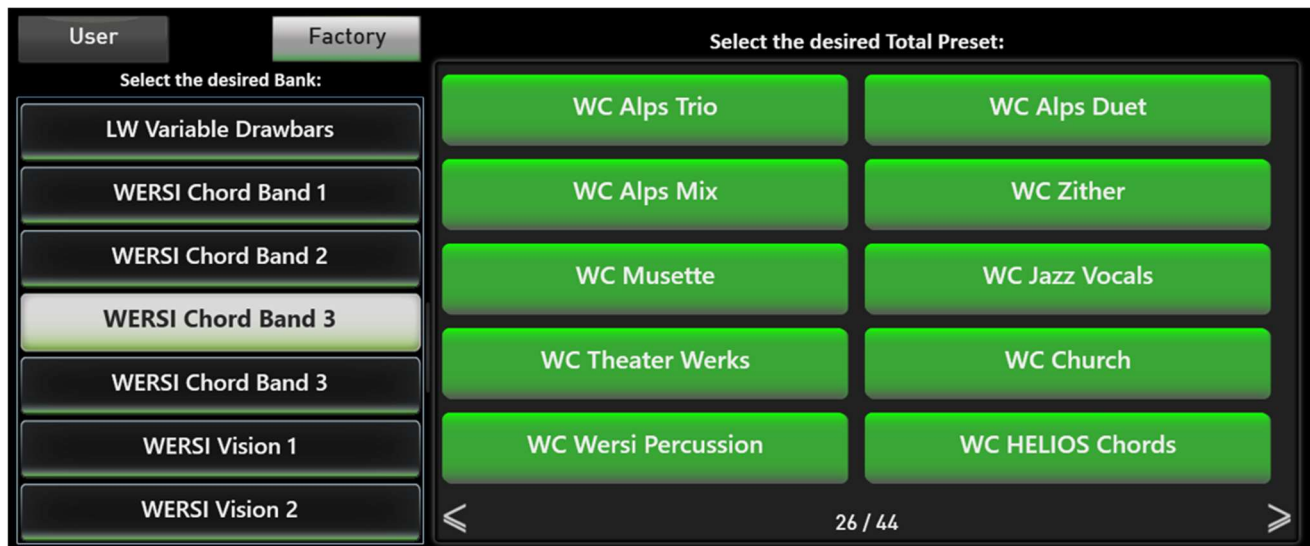 User
Factory
Select the desired Bank:
LW Variable Drawbars
WERSI Chord Band 1
WERSI Chord Band 2
WERSI Chord Band 3
WERSI Chord Band 3
WERSI Vision 1
WERSI Vision 2
Select the desired Total Preset:
WC Alps Trio
WC Alps Duet
WC Alps Mix
WC Zither
WC Musette
WC Jazz Vocals
WC Theater Werks
WC Church
WC Wersi Percussion
WC HELIOS Chords
26 / 44